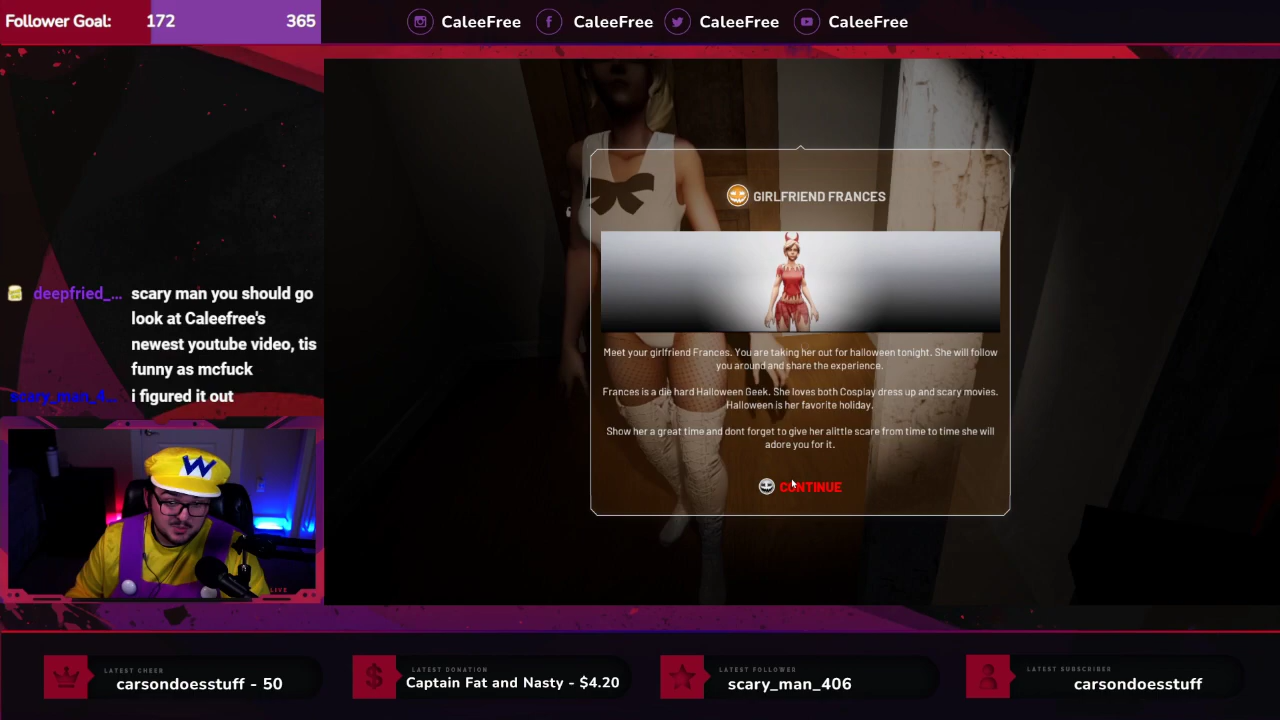 Follower Goal: 172 365
CaleeFree CaleeFree CaleeFree CaleeFree
GIRLFRIEND FRANCES
Meet your girlfriend Frances. You are taking her out for halloween tonight. She will follow
you around and share the experience.
Frances is a die hard Halloween Geek. She loves both Cosplay dress up and scary movies.
Halloween is her favorite holiday.
Show her a great time and dont forget to give her alittle scare from time to time she will
adore you for it.
CONTINUE
deepfried_... scary man you should go
look at Caleefree's
newest youtube video, tis
funny as mcfuck
scary_man_4... i figured it out
W
LIVE
LATEST CHEER
carsondoesstuff - 50
LATEST DONATION
Captain Fat and Nasty - $4.20
LATEST FOLLOWER
scary_man_406
LATEST SUBSCRIBER
carsondoesstuff